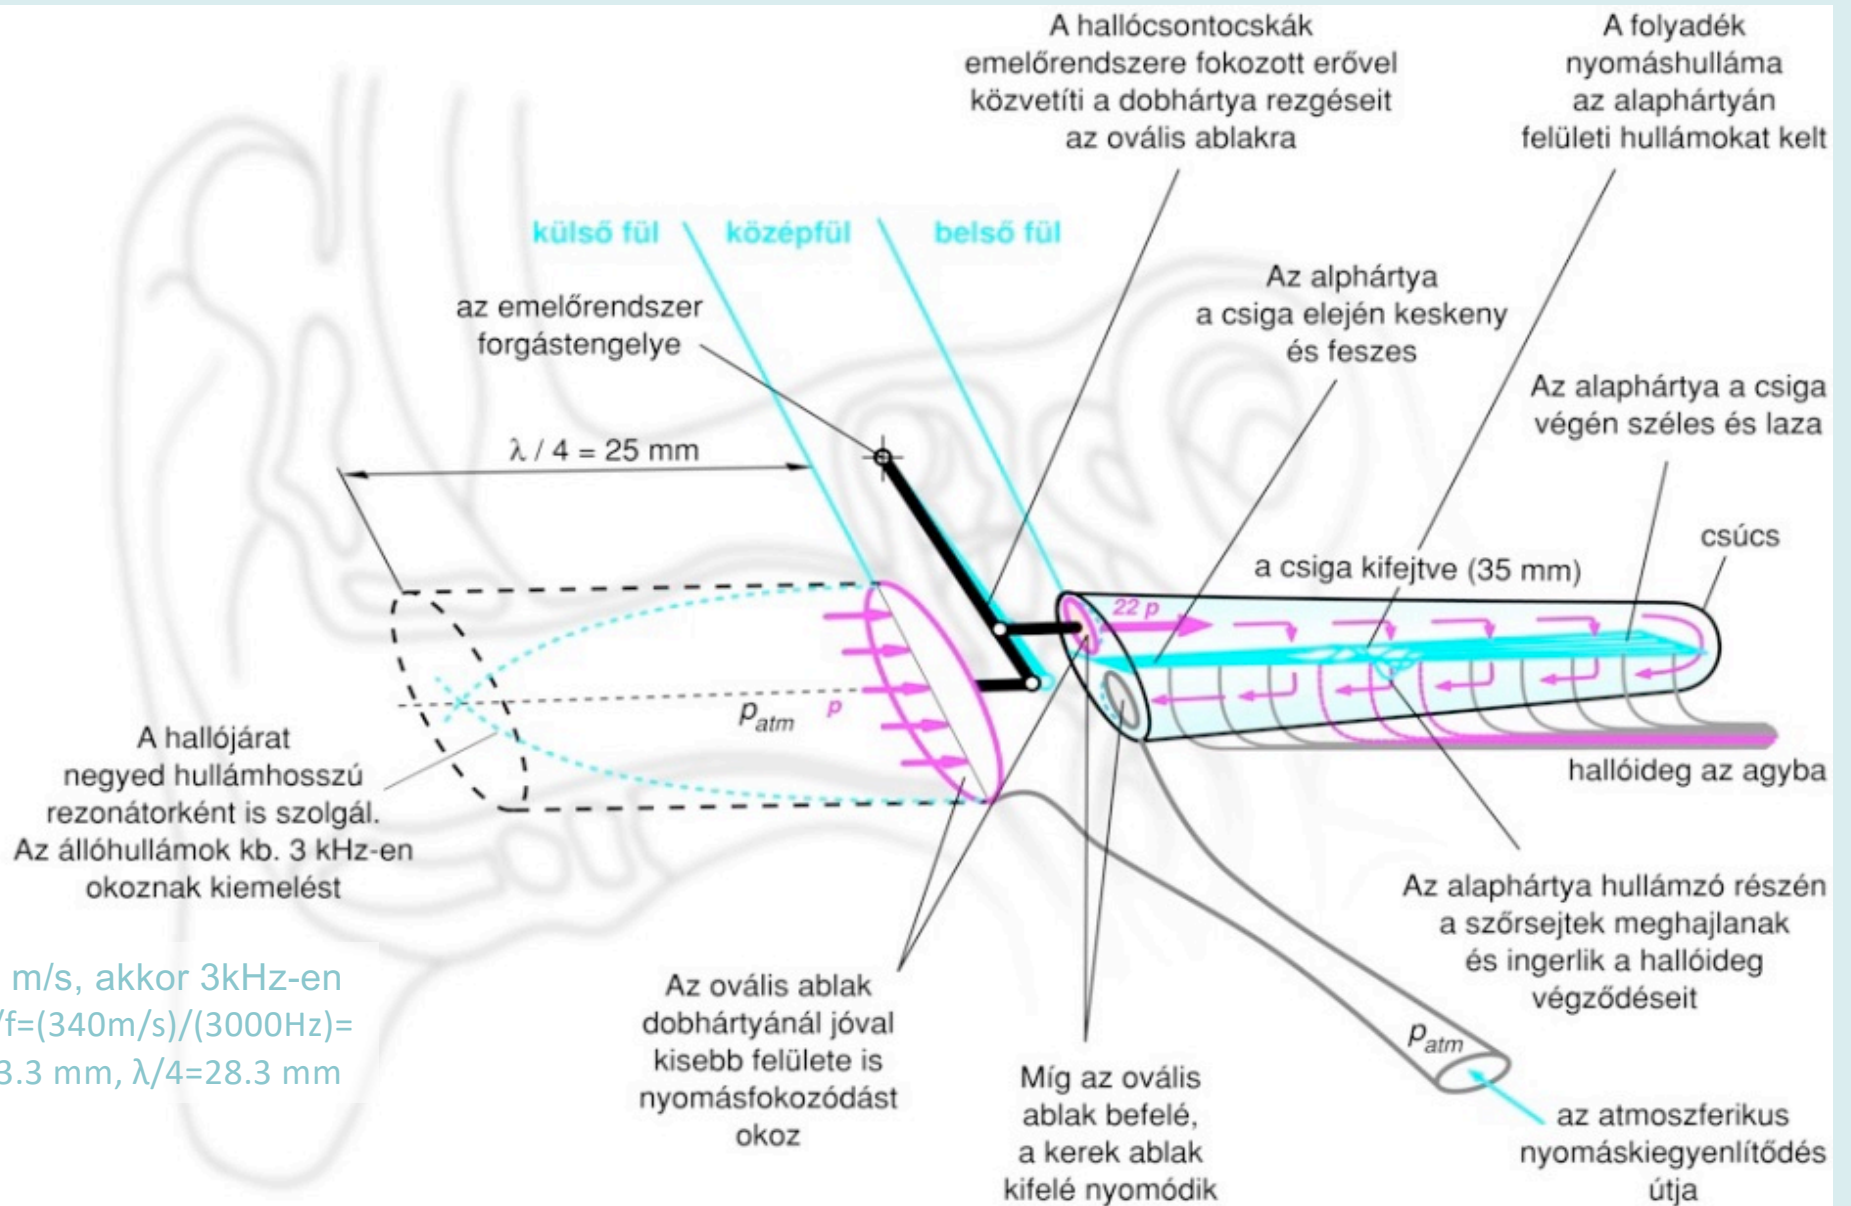 A hallócsontocskák
emelőrendszere fokozott erővel
közvetíti a dobhártya rezgéseit
az ovális ablakra
A folyadék
nyomáshulláma
az alaphártyán
felületi hullámokat kelt
külső fül
középfül
belső fül
az emelőrendszer
forgástengelye
Az alphártya
a csiga elején keskeny
és feszes
Az alaphártya a csiga
végén széles és laza
λ / 4 = 25 mm
csúcs
a csiga kifejtve (35 mm)
22 p
p_atm
p
A hallójárat
negyed hullámhosszú
rezonátorként is szolgál.
Az állóhullámok kb. 3 kHz-en
okoznak kiemelést
hallóideg az agyba
Az alaphártya hullámzó részén
a szőrsejtek meghajlanak
és ingerlik a hallóideg
végződéseit
m/s, akkor 3kHz-en
/f=(340m/s)/(3000Hz)=
3.3 mm, λ/4=28.3 mm
Az ovális ablak
dobhártyánál jóval
kisebb felülete is
nyomásfokozódást
okoz
Míg az ovális
ablak befelé,
a kerek ablak
kifelé nyomódik
p_atm
az atmoszferikus
nyomáskiegyenlítődés
útja